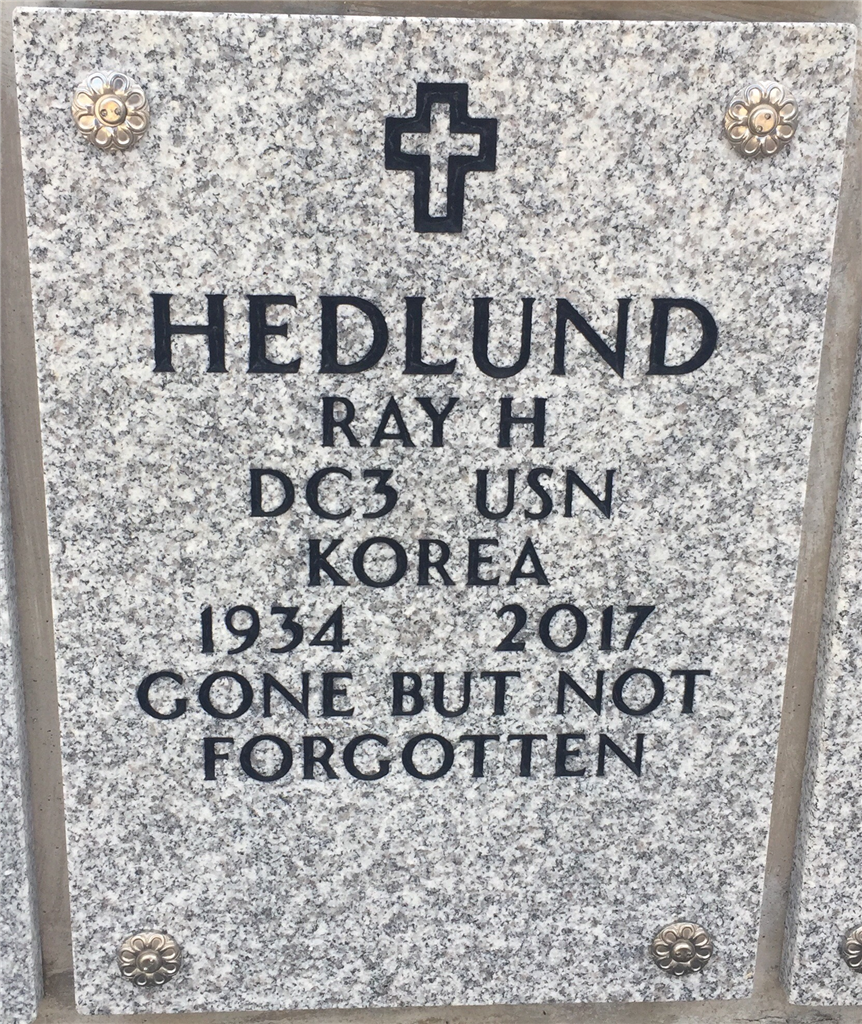 HEDLUND
RAY H
DC3 USN
KOREA
1934 2017
GONE BUT NOT
FORGOTTEN